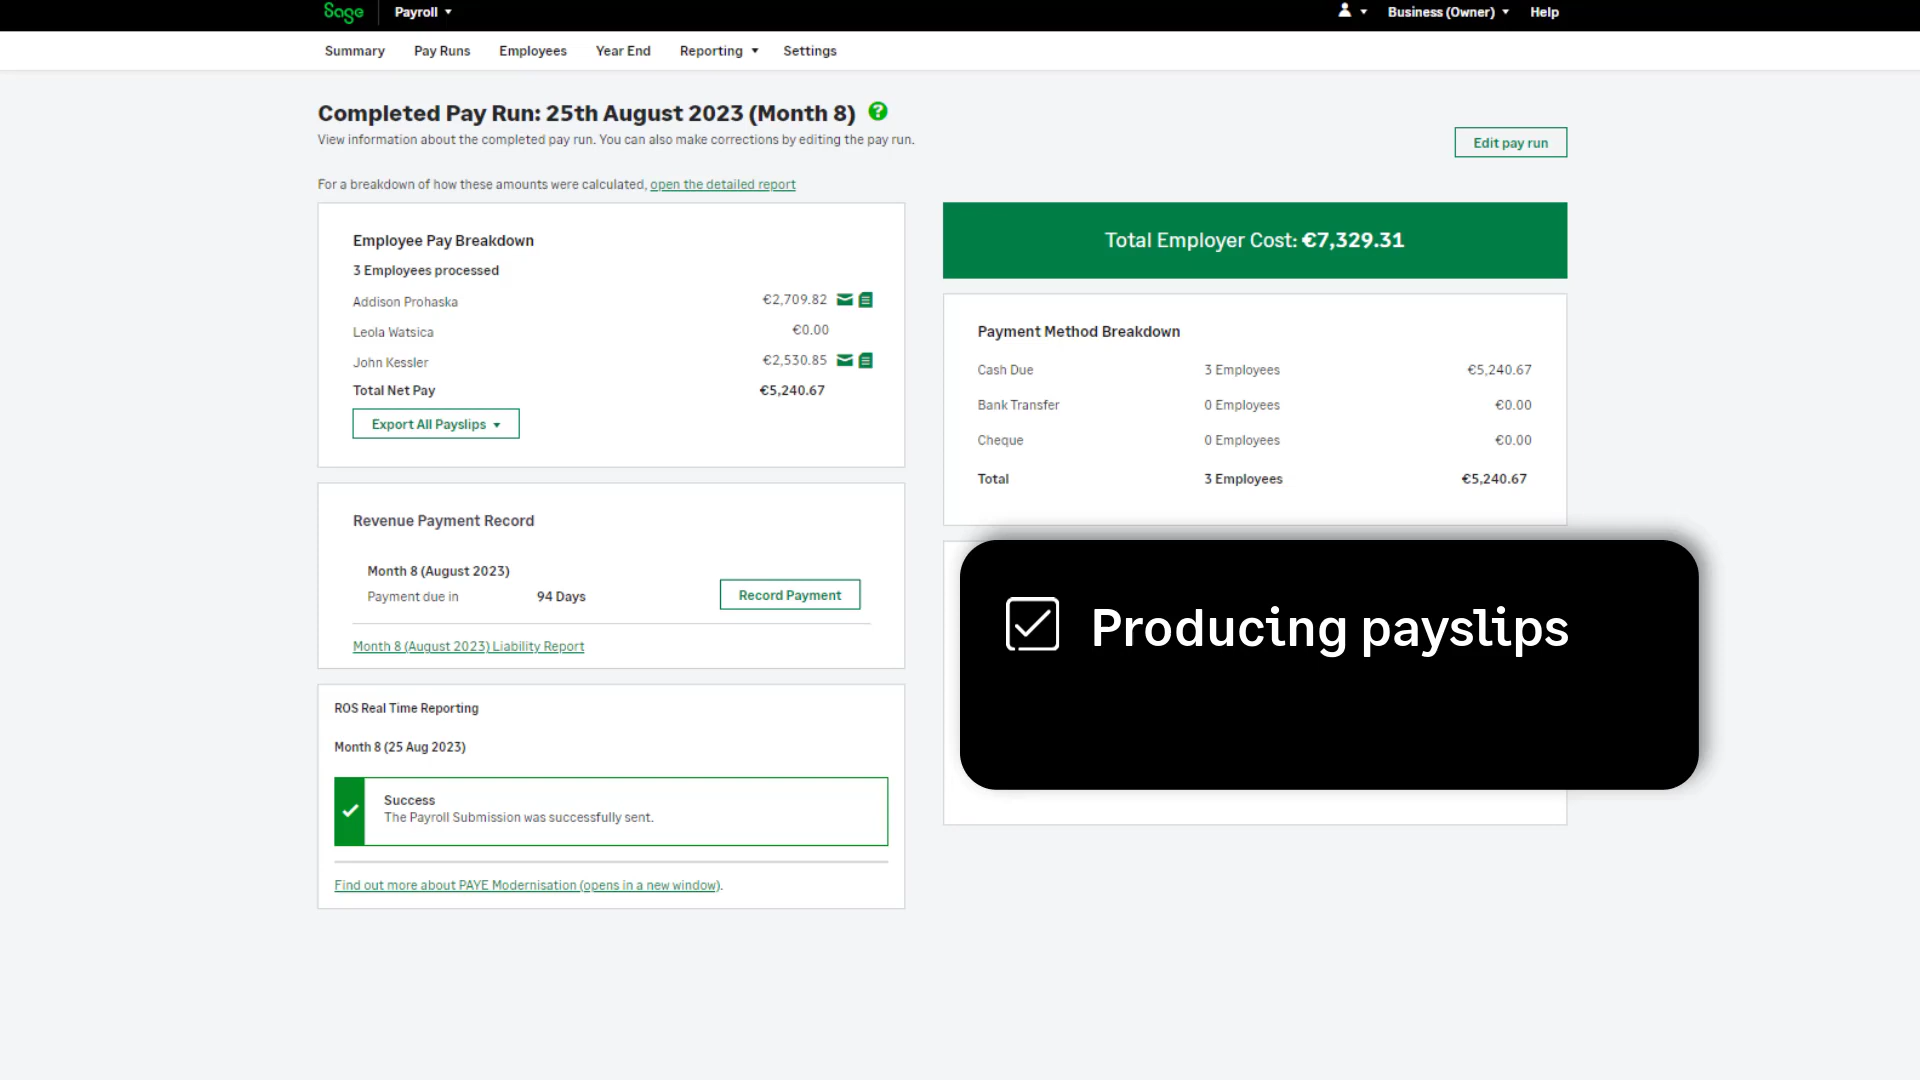 Sage Payroll Business (Owner) Help
Summary Pay Runs Employees Year End Reporting Settings
Completed Pay Run: 25th August 2023 (Month 8) ?
View information about the completed pay run. You can also make corrections by editing the pay run.
Edit pay run
For a breakdown of how these amounts were calculated, open the detailed report
Employee Pay Breakdown
3 Employees processed
Addison Prohaska €2,709.82
Leola Watsica €0.00
John Kessler €2,530.85
Total Net Pay €5,240.67
Export All Payslips
Revenue Payment Record
Month 8 (August 2023)
Payment due in 94 Days Record Payment
Month 8 (August 2023) Liability Report
ROS Real Time Reporting
Month 8 (25 Aug 2023)
Success
The Payroll Submission was successfully sent.
Find out more about PAYE Modernisation (opens in a new window).
Total Employer Cost: €7,329.31
Payment Method Breakdown
Cash Due 3 Employees €5,240.67
Bank Transfer 0 Employees €0.00
Cheque 0 Employees €0.00
Total 3 Employees €5,240.67
Producing payslips